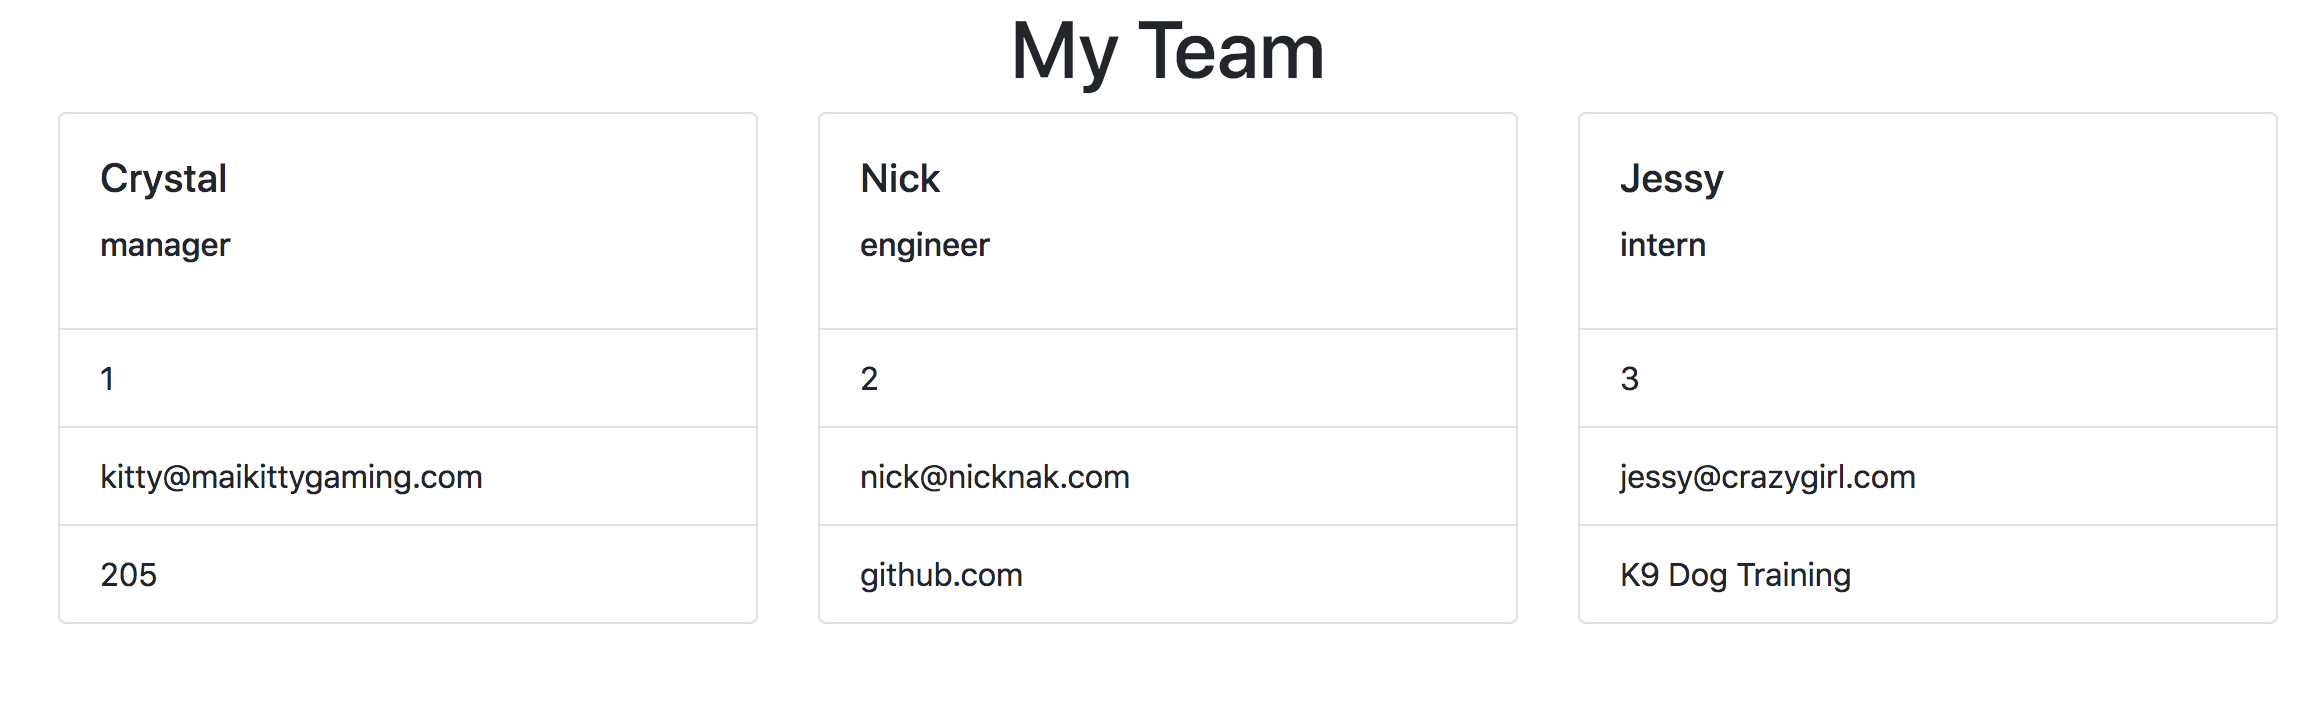 My Team
Crystal
manager
1
kitty@maikittygaming.com
205
Nick
engineer
2
nick@nicknak.com
github.com
Jessy
intern
3
jessy@crazygirl.com
K9 Dog Training